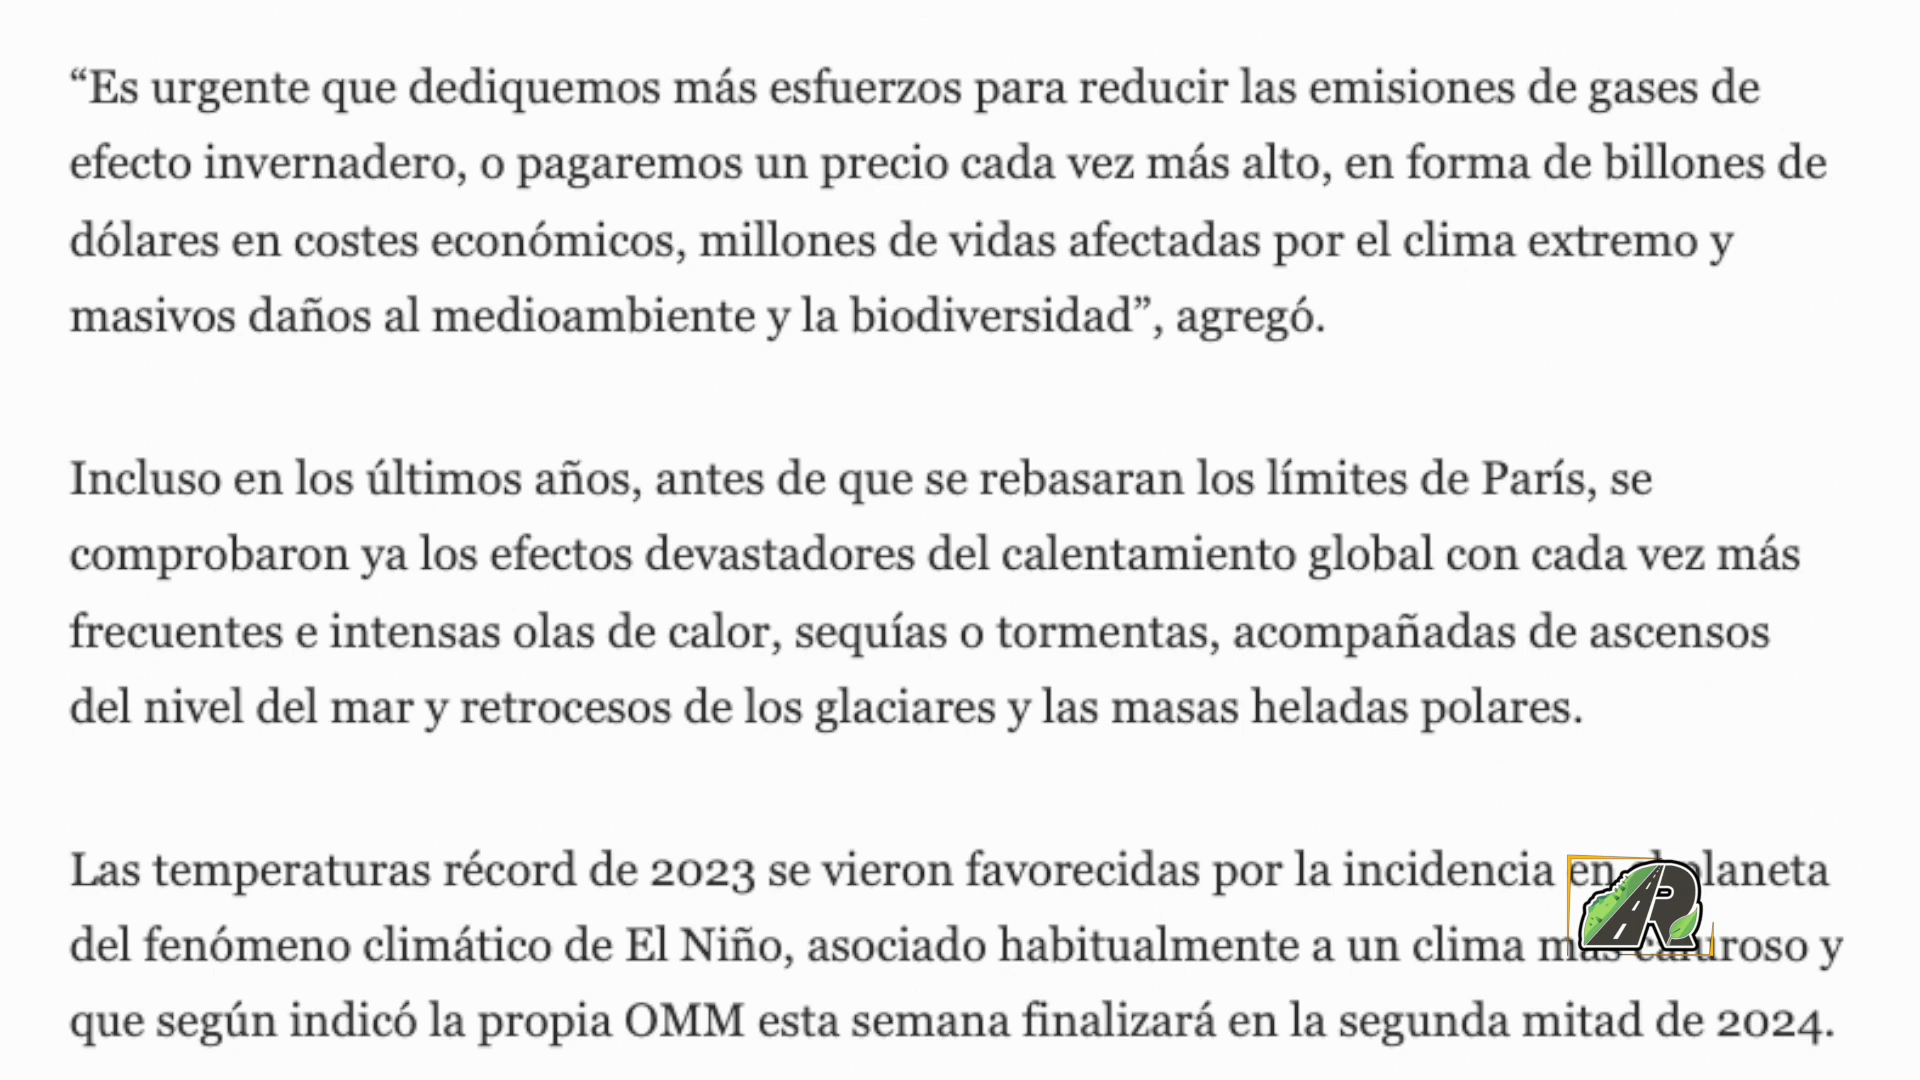 “Es urgente que dediquemos más esfuerzos para reducir las emisiones de gases de
efecto invernadero, o pagaremos un precio cada vez más alto, en forma de billones de
dólares en costes económicos, millones de vidas afectadas por el clima extremo y
masivos daños al medioambiente y la biodiversidad”, agregó.
Incluso en los últimos años, antes de que se rebasaran los límites de París, se
comprobaron ya los efectos devastadores del calentamiento global con cada vez más
frecuentes e intensas olas de calor, sequías o tormentas, acompañadas de ascensos
del nivel del mar y retrocesos de los glaciares y las masas heladas polares.
Las temperaturas récord de 2023 se vieron favorecidas por la incidencia en
del fenómeno climático de El Niño, asociado habitualmente a un clima y
que según indicó la propia OMM esta semana finalizará en la segunda mitad de 2024.